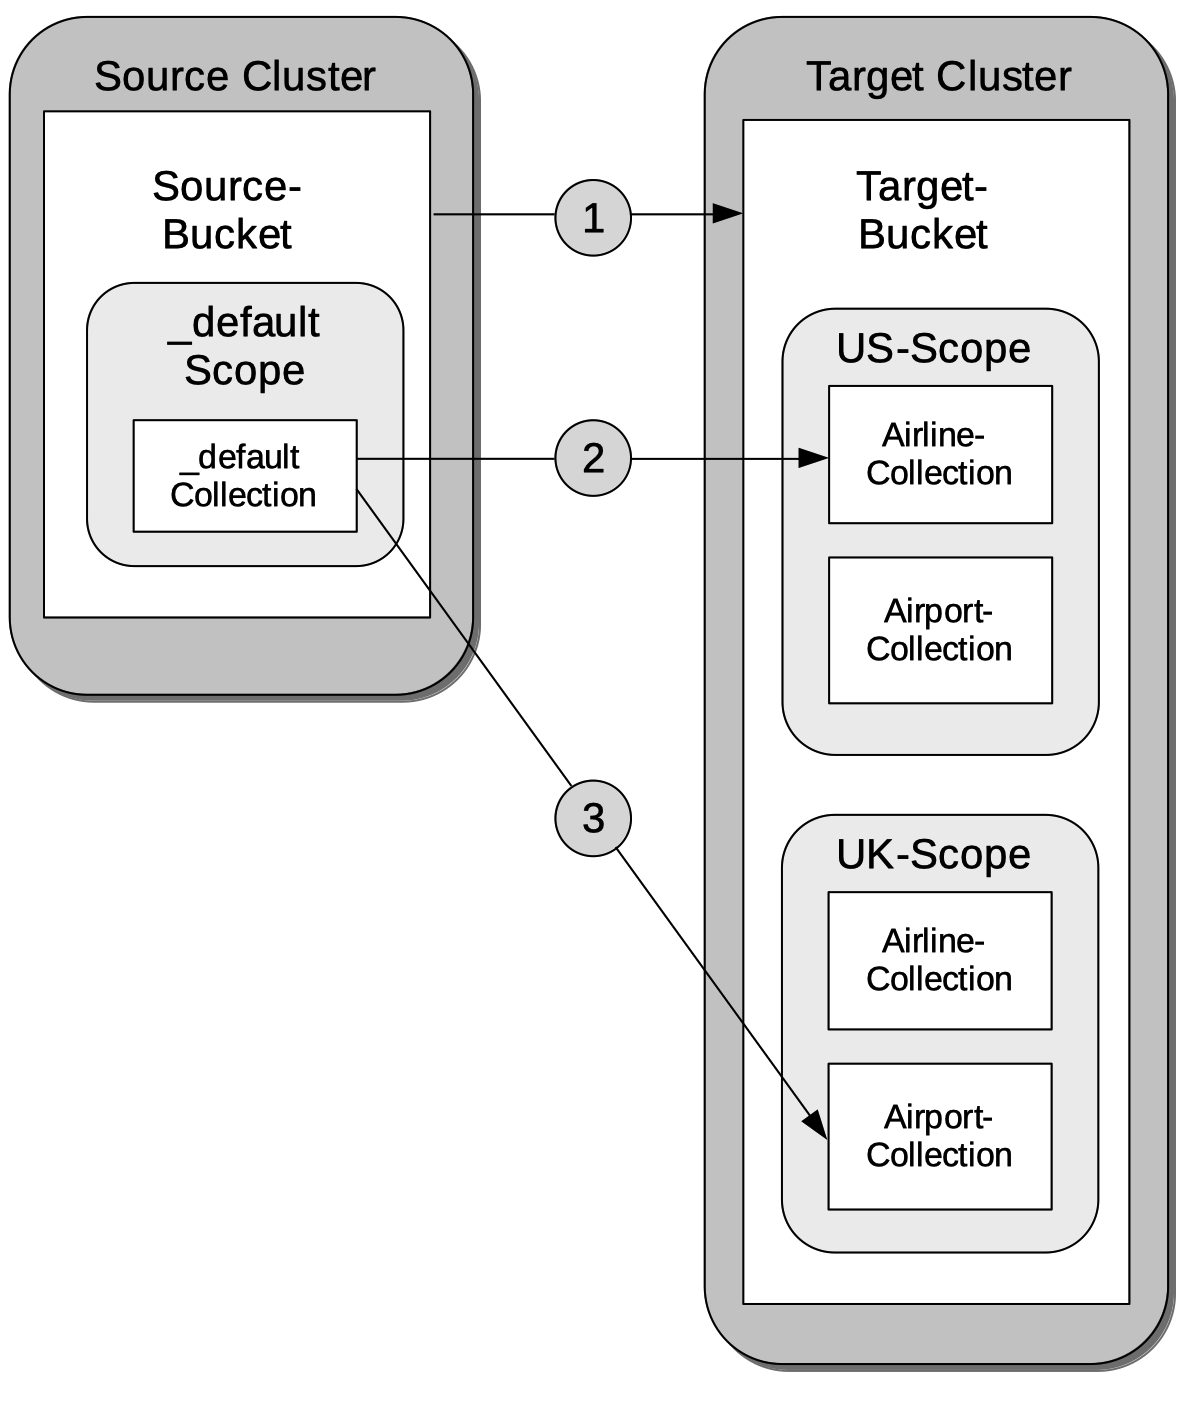 Source Cluster
Source-
Bucket
_default
Scope
_default
Collection
1
2
3
Target Cluster
Target-
Bucket
US-Scope
Airline-
Collection
Airport-
Collection
UK-Scope
Airline-
Collection
Airport-
Collection